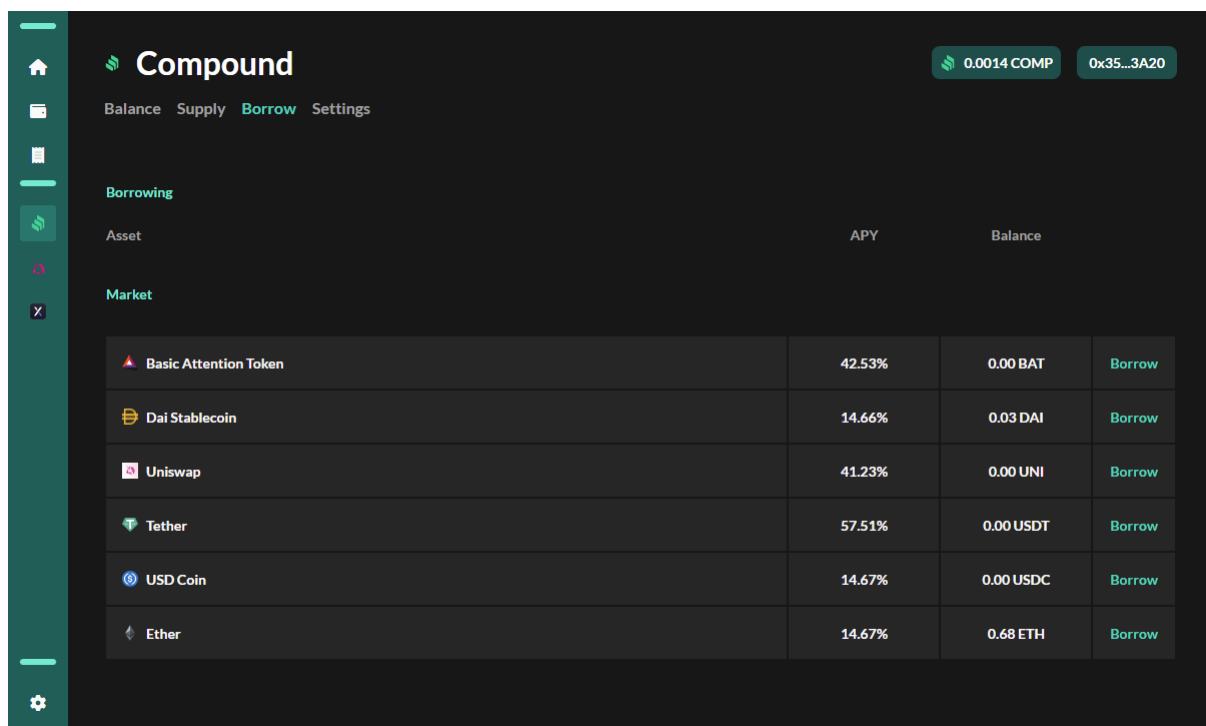 Compound
0.0014 COMP
0x35...3A20
Balance Supply Borrow Settings
Borrowing
Asset APY Balance
Market
Basic Attention Token 42.53% 0.00 BAT Borrow
Dai Stablecoin 14.66% 0.03 DAI Borrow
Uniswap 41.23% 0.00 UNI Borrow
Tether 57.51% 0.00 USDT Borrow
USD Coin 14.67% 0.00 USDC Borrow
Ether 14.67% 0.68 ETH Borrow